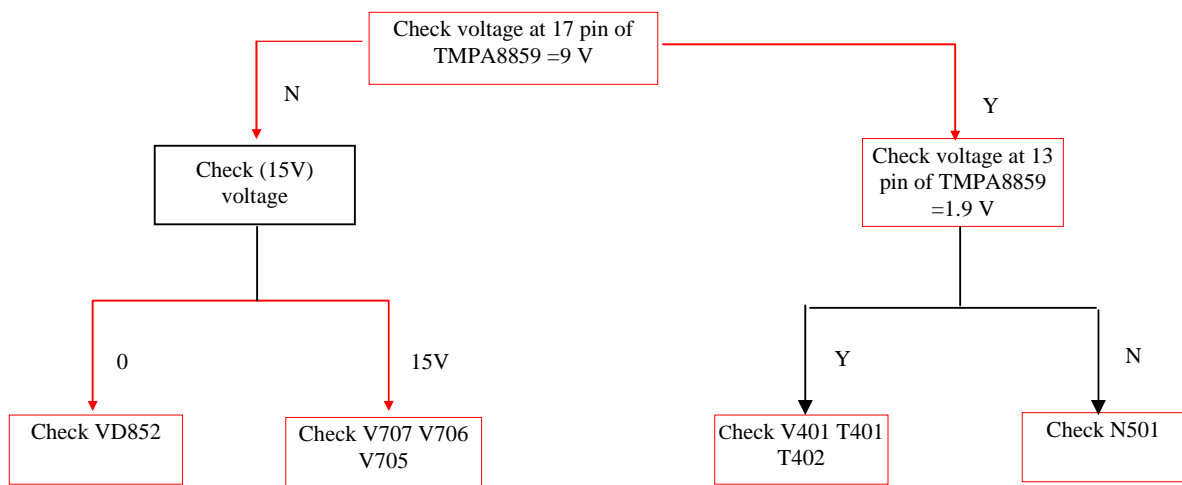 Check voltage at 17 pin of
TMPA8859 =9 V
N
Y
Check (15V)
voltage
Check voltage at 13
pin of TMPA8859
=1.9 V
0
15V
Y
N
Check VD852
Check V707 V706
V705
Check V401 T401
T402
Check N501